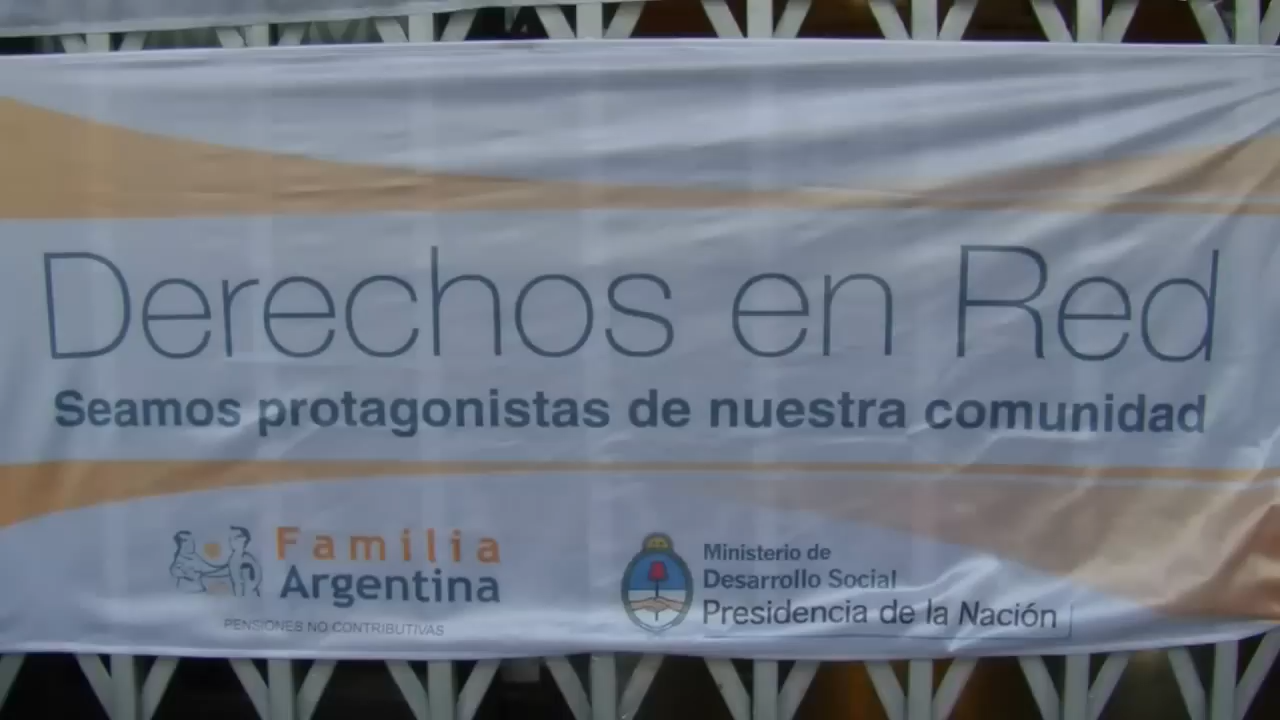 Derechos en Red
Seamos protagonistas de nuestra comunidad
Familia
Argentina
PENSIONES NO CONTRIBUTIVAS
Ministerio de
Desarrollo Social
Presidencia de la Nación